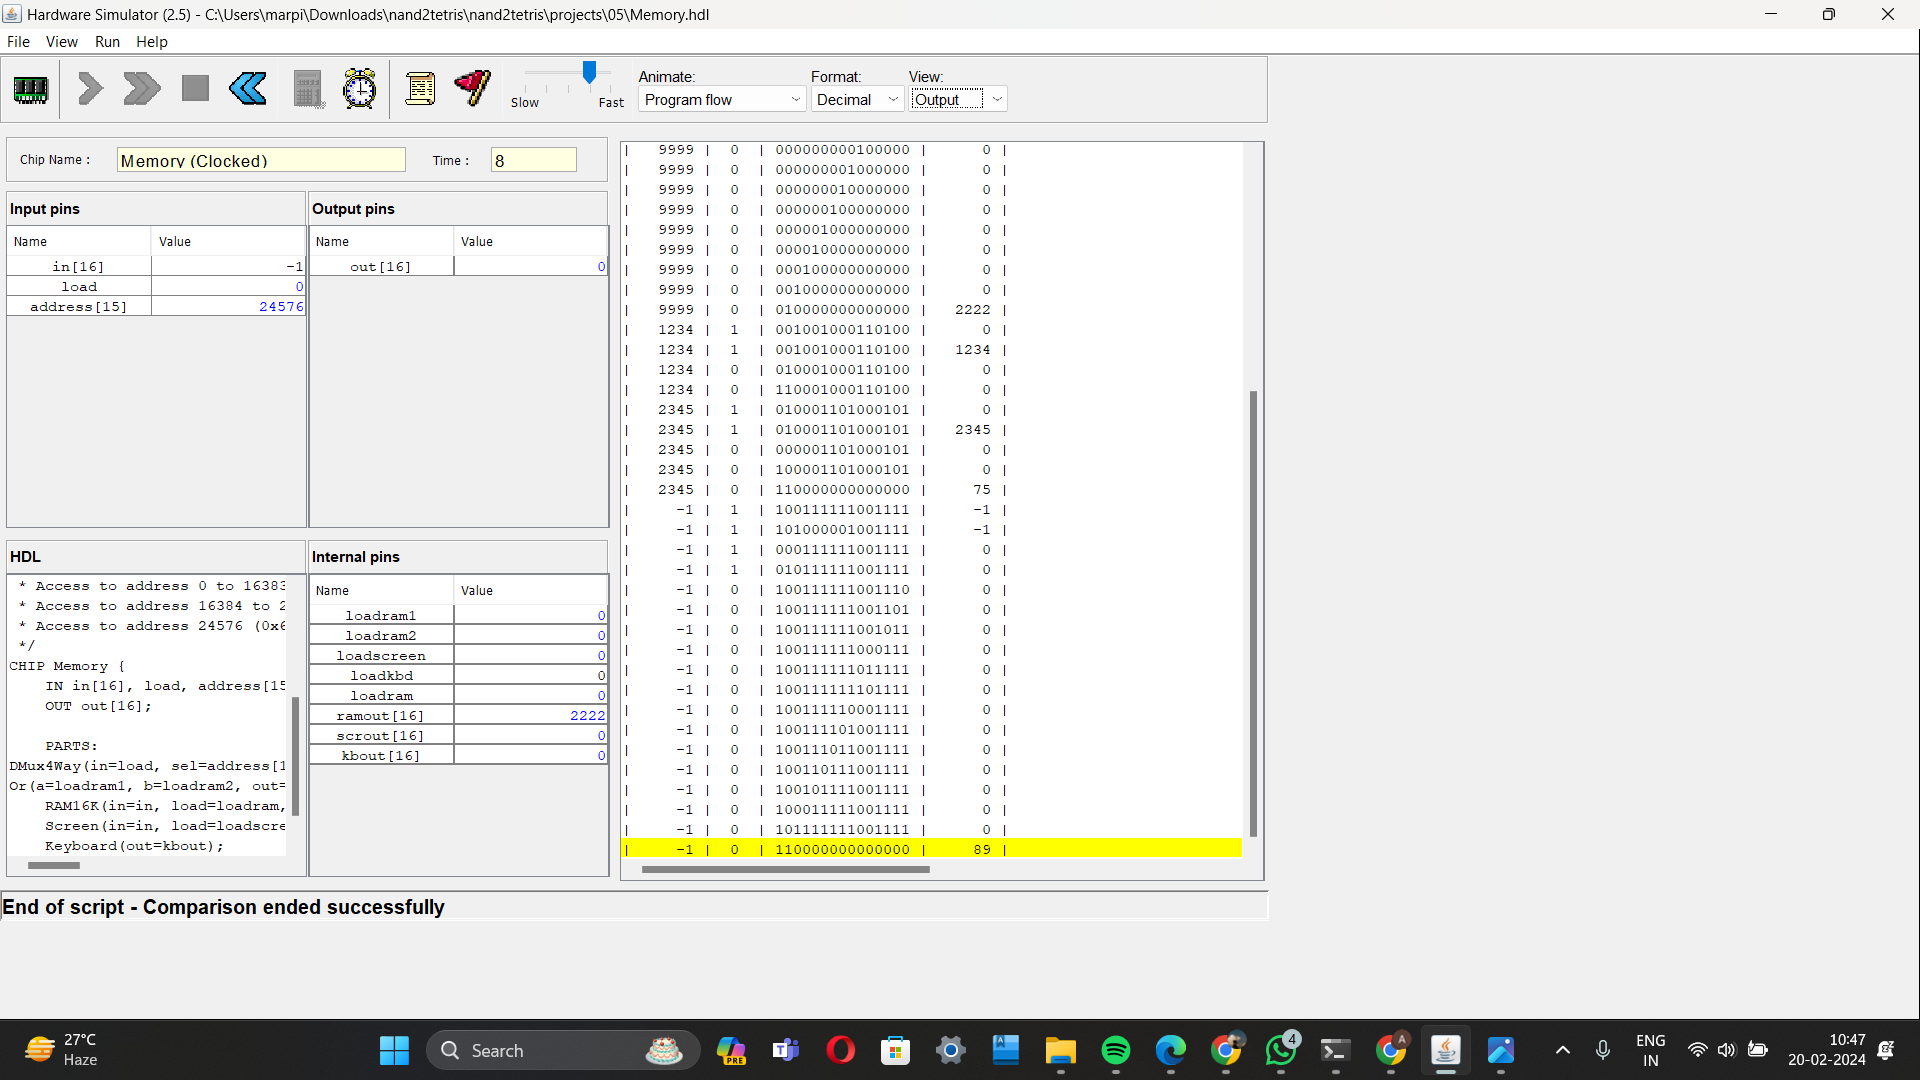 Hardware Simulator (2.5) - C:\Users\marpi\Downloads\nand2tetris\nand2tetris\projects\05\Memory.hdl
File View Run Help
Slow Fast
Animate: Format: View:
Program flow Decimal Output
Chip Name : Memory (Clocked) Time : 8
Input pins
Name Value
in[16] -1
load 0
address[15] 24576
Output pins
Name Value
out[16] 0
HDL
* Access to address 0 to 16383
* Access to address 16384 to 2
* Access to address 24576 (0x6
*/
CHIP Memory {
IN in[16], load, address[15
OUT out[16];
PARTS:
DMux4Way(in=load, sel=address[1
Or(a=loadram1, b=loadram2, out=
RAM16K(in=in, load=loadram,
Screen(in=in, load=loadscre
Keyboard(out=kbout);
Internal pins
Name Value
loadram1 0
loadram2 0
loadscreen 0
loadkbd 0
loadram 0
ramout[16] 2222
scrout[16] 0
kbout[16] 0
| 9999 | 0 | 000000000100000 | 0 |
| 9999 | 0 | 000000001000000 | 0 |
| 9999 | 0 | 000000010000000 | 0 |
| 9999 | 0 | 000000100000000 | 0 |
| 9999 | 0 | 000001000000000 | 0 |
| 9999 | 0 | 000010000000000 | 0 |
| 9999 | 0 | 000100000000000 | 0 |
| 9999 | 0 | 001000000000000 | 0 |
| 9999 | 0 | 010000000000000 | 2222 |
| 1234 | 1 | 001001000110100 | 0 |
| 1234 | 1 | 001001000110100 | 1234 |
| 1234 | 0 | 010001000110100 | 0 |
| 1234 | 0 | 110001000110100 | 0 |
| 2345 | 1 | 010001101000101 | 0 |
| 2345 | 1 | 010001101000101 | 2345 |
| 2345 | 0 | 000001101000101 | 0 |
| 2345 | 0 | 100001101000101 | 0 |
| 2345 | 0 | 110000000000000 | 75 |
| -1 | 1 | 100111111001111 | -1 |
| -1 | 1 | 101000001001111 | -1 |
| -1 | 1 | 000111111001111 | 0 |
| -1 | 1 | 010111111001111 | 0 |
| -1 | 0 | 100111111001110 | 0 |
| -1 | 0 | 100111111001101 | 0 |
| -1 | 0 | 100111111001011 | 0 |
| -1 | 0 | 100111111000111 | 0 |
| -1 | 0 | 100111111011111 | 0 |
| -1 | 0 | 100111111101111 | 0 |
| -1 | 0 | 100111110001111 | 0 |
| -1 | 0 | 100111101001111 | 0 |
| -1 | 0 | 100111011001111 | 0 |
| -1 | 0 | 100110111001111 | 0 |
| -1 | 0 | 100101111001111 | 0 |
| -1 | 0 | 100011111001111 | 0 |
| -1 | 0 | 101111111001111 | 0 |
| -1 | 0 | 110000000000000 | 89 |
End of script - Comparison ended successfully
27°C
Haze
Search
PRE
4
A
ENG
IN
10:47
20-02-2024